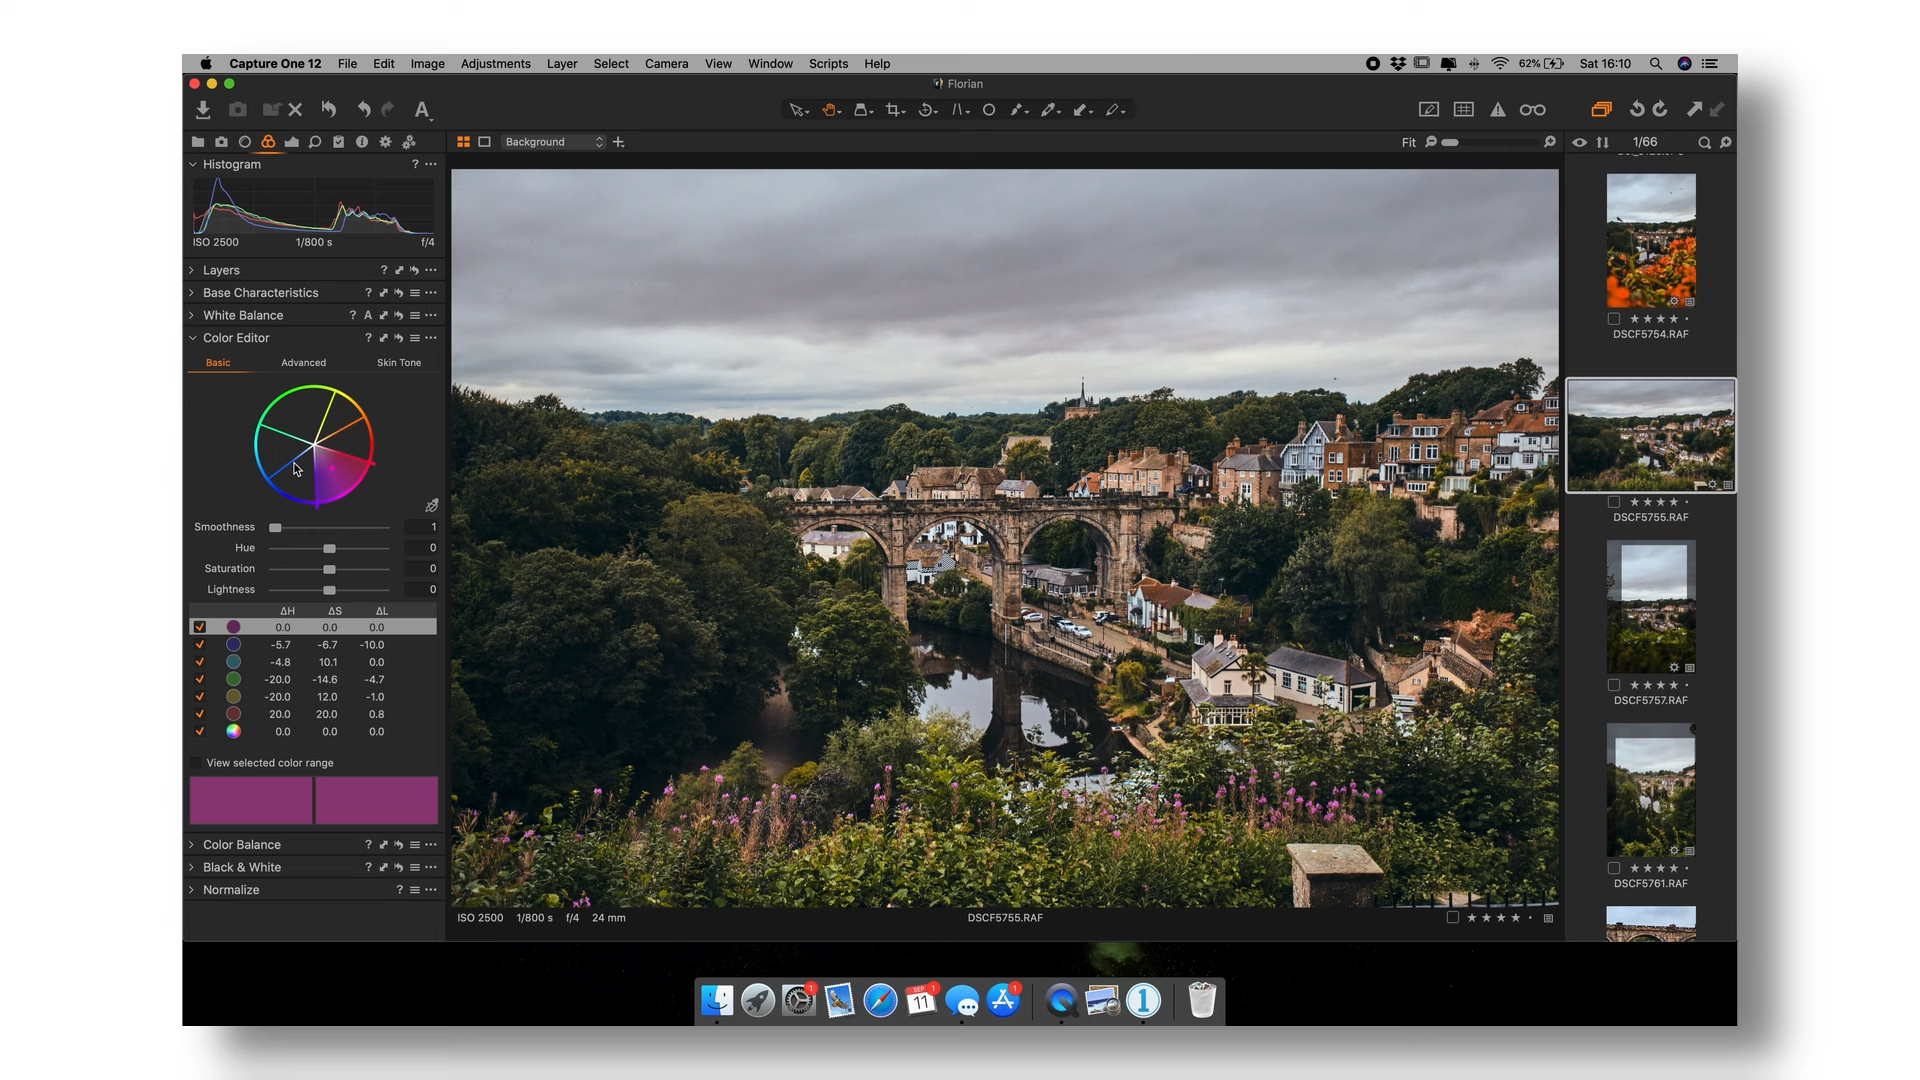 Capture One 12 File Edit Image Adjustments Layer Select Camera View Window Scripts Help 62% Sat 16:10
Florian
A
Background Fit 1/66
Histogram ?
ISO 2500 1/800 s f/4
Layers ?
Base Characteristics ?
White Balance ? A
Color Editor ?
Basic Advanced Skin Tone
Smoothness 1
Hue 0
Saturation 0
Lightness 0
ΔH ΔS ΔL
0.0 0.0 0.0
-5.7 -6.7 -10.0
-4.8 10.1 0.0
-20.0 -14.6 -4.7
-20.0 12.0 -1.0
20.0 20.0 0.8
0.0 0.0 0.0
View selected color range
Color Balance ?
Black & White ?
Normalize ?
ISO 2500 1/800 s f/4 24 mm DSCF5755.RAF
DSCF5754.RAF
DSCF5755.RAF
DSCF5757.RAF
DSCF5761.RAF
1 SEP 11 1 1 1